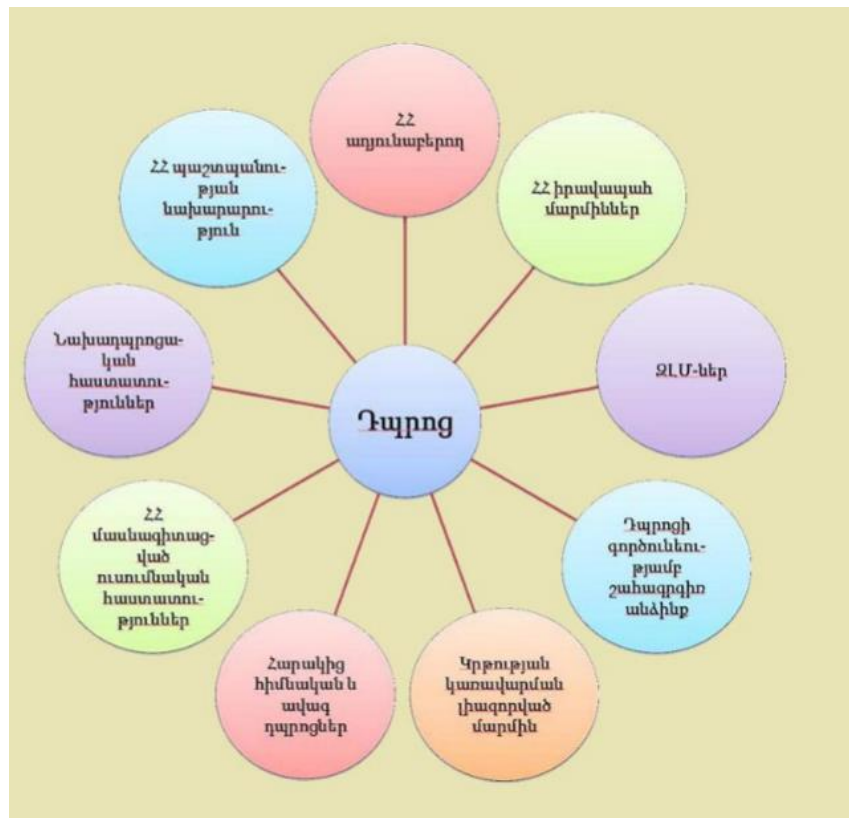 ՀՀ
աղյունաբերող
ՀՀ իրավապահ
մարմիններ
ԶԼՄ-ներ
Դպրոցի
գործունեու-
թյամբ
շահագրգիռ
անձինք
Կրթության
կառավարման
լիազորված
մարմին
Հարակից
հիմնական և
ավագ
դպրոցներ
ՀՀ
մասնագիտաց-
ված
ուսումնական
հաստատու-
թյուններ
Նախադպրոցա-
կան
հաստատու-
թյուններ
ՀՀ պաշտպանու-
թյան
նախարարու-
թյուն
Դպրոց